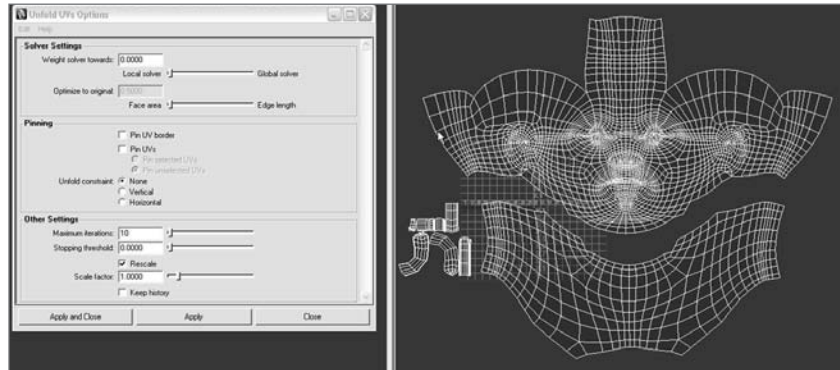 Unfold UVs Options
Edit Help
Solver Settings
Weight solver towards: 0.0000
Local solver Global solver
Optimize to original: 0.5000
Face area Edge length
Pinning
Pin UV border
Pin UVs
Pin selected UVs
Pin unselected UVs
Unfold constraint: None
Vertical
Horizontal
Other Settings
Maximum iterations: 10
Stopping threshold: 0.0000
Rescale
Scale factor: 1.0000
Keep history
Apply and Close Apply Close